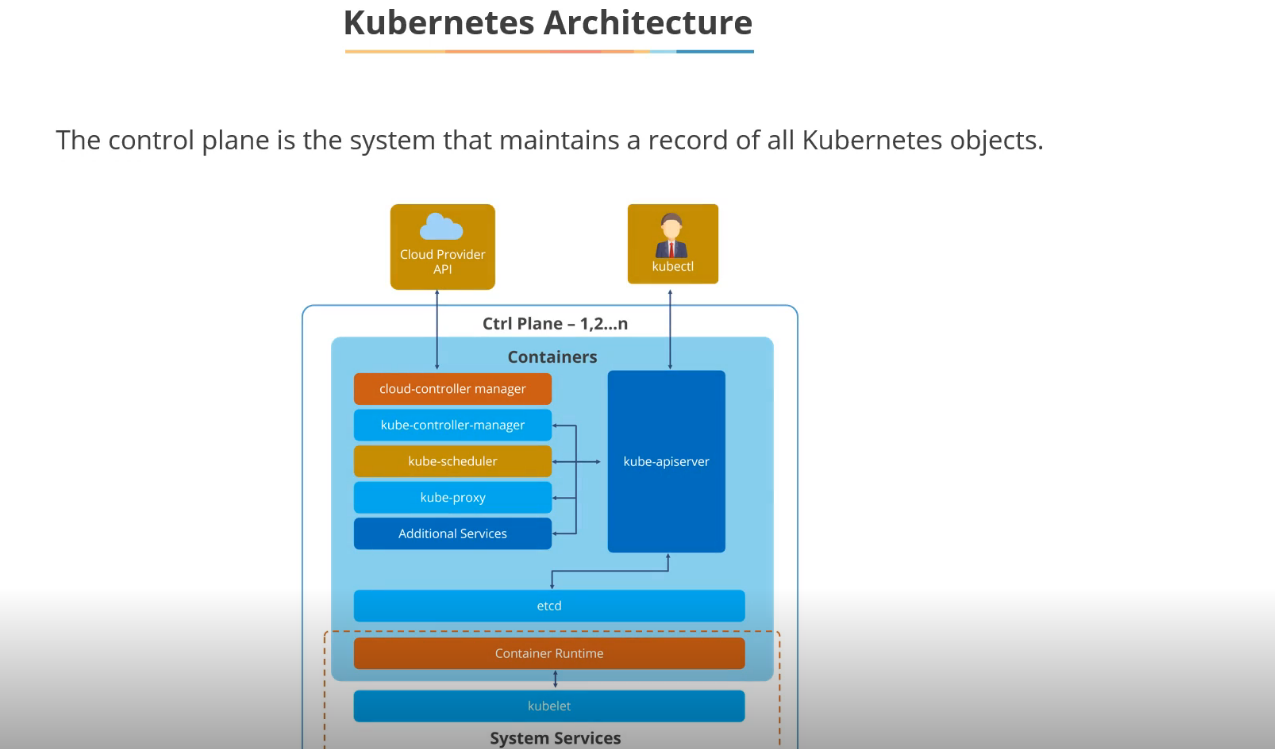 Kubernetes Architecture
The control plane is the system that maintains a record of all Kubernetes objects.
Cloud Provider
API
kubectl
Ctrl Plane – 1,2...n
Containers
cloud-controller manager
kube-controller-manager
kube-scheduler
kube-proxy
Additional Services
kube-apiserver
etcd
Container Runtime
kubelet
System Services